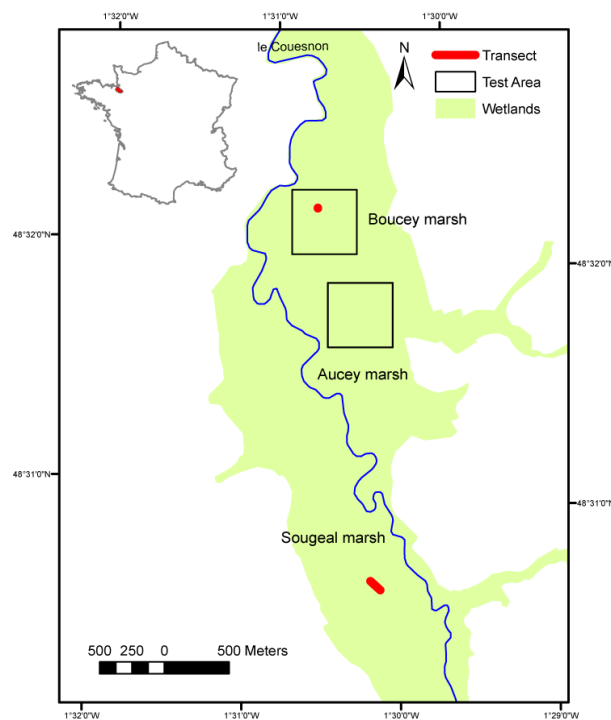 1°32'0"W 1°31'0"W 1°30'0"W
le Couesnon
N
Transect
Test Area
Wetlands
Boucey marsh
48°32'0"N
48°32'0"N
Aucey marsh
48°31'0"N
48°31'0"N
Sougeal marsh
500 250 0 500 Meters
1°32'0"W 1°31'0"W 1°30'0"W 1°29'0"W